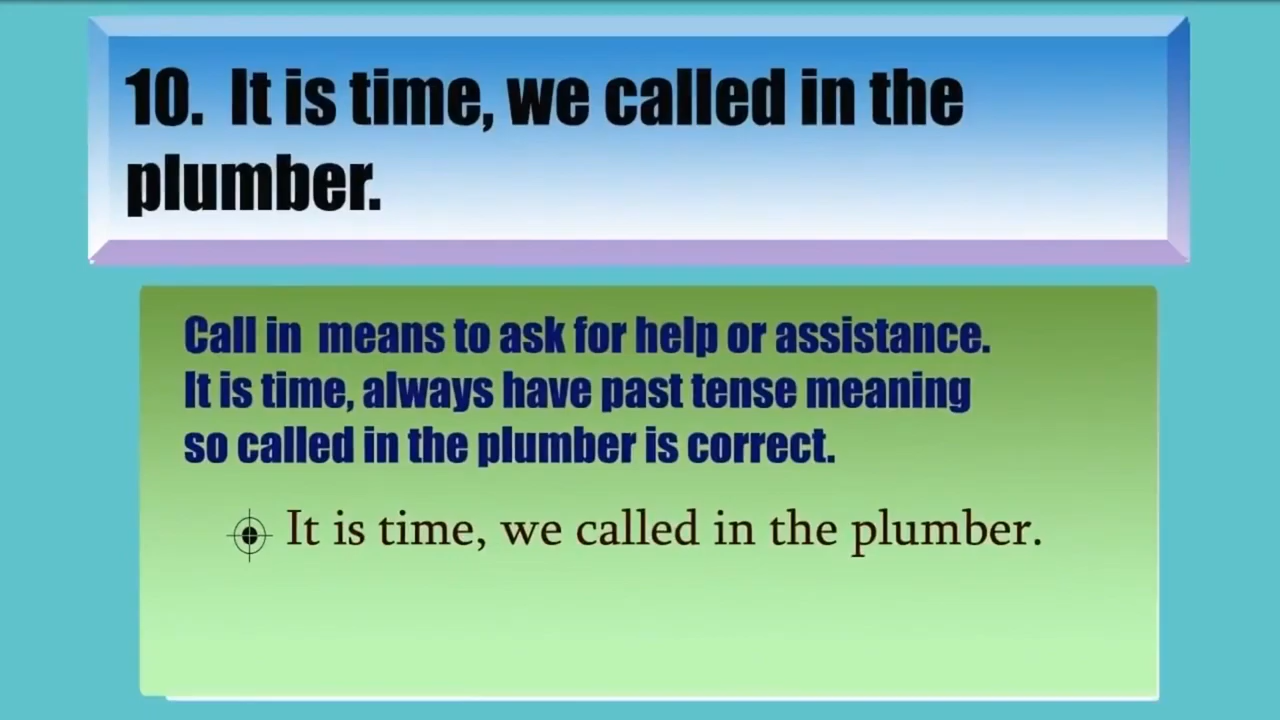 10. It is time, we called in the
plumber.
Call in means to ask for help or assistance.
It is time, always have past tense meaning
so called in the plumber is correct.
It is time, we called in the plumber.